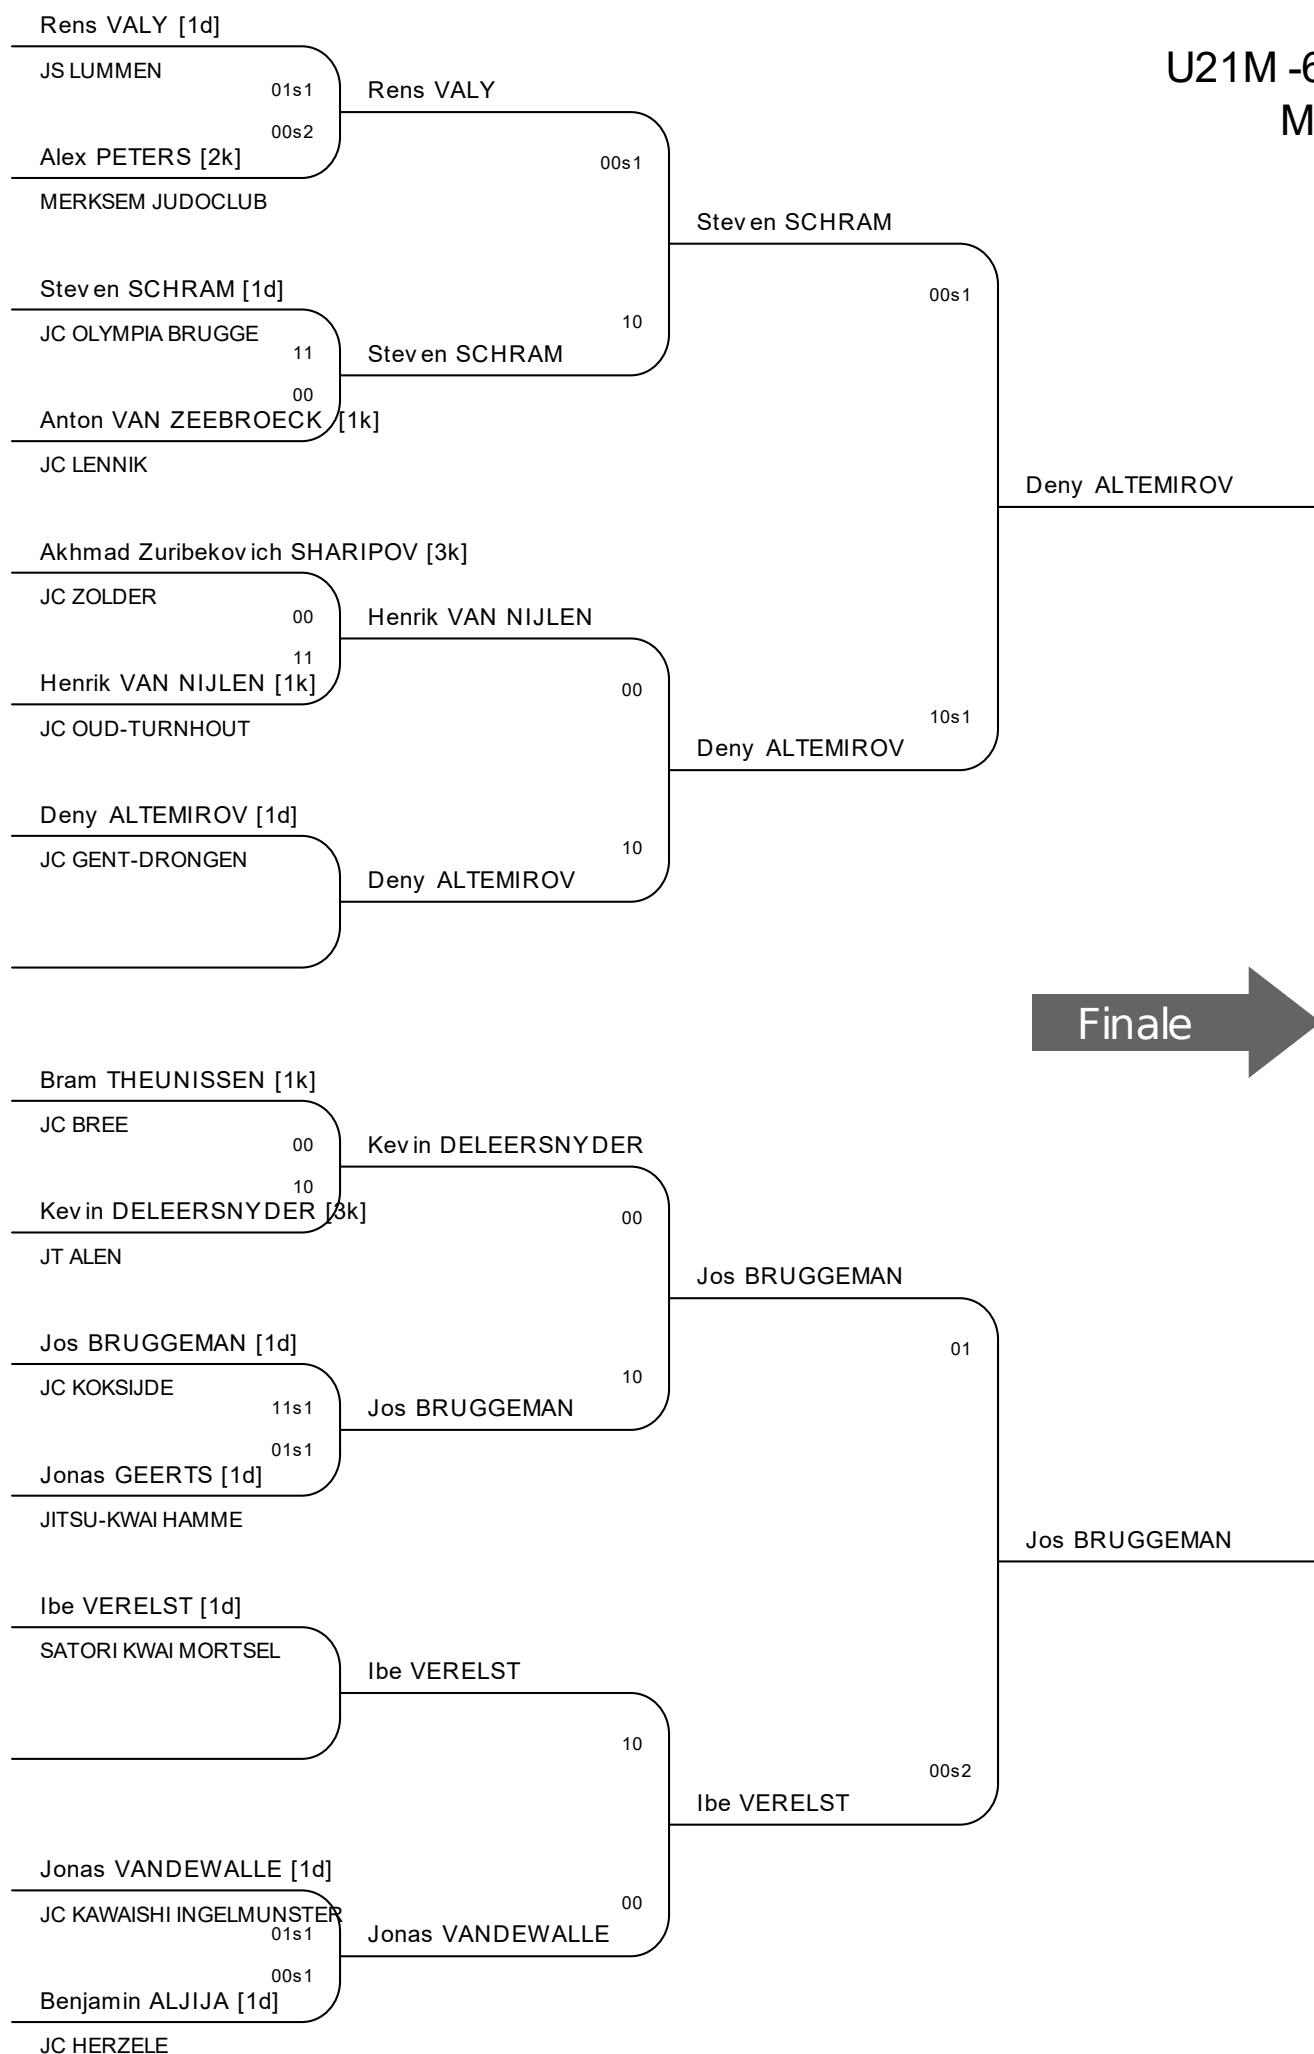 Rens VALY [1d]
JS LUMMEN
01s1
00s2
Alex PETERS [2k]
MERKSEM JUDOCLUB
Rens VALY
U21M -6
M
00s1
Steven SCHRAM
Steven SCHRAM [1d]
JC OLYMPIA BRUGGE
11
00
Anton VAN ZEEBROECK [1k]
JC LENNIK
10
Steven SCHRAM
00s1
Deny ALTEMIROV
Akhmad Zuribekovich SHARIPOV [3k]
JC ZOLDER
00
11
Henrik VAN NIJLEN [1k]
JC OUD-TURNHOUT
Henrik VAN NIJLEN
00
10s1
Deny ALTEMIROV
Deny ALTEMIROV [1d]
JC GENT-DRONGEN
10
Deny ALTEMIROV
Finale
Bram THEUNISSEN [1k]
JC BREE
00
10
Kevin DELEERSNYDER [3k]
JT ALEN
Kevin DELEERSNYDER
00
Jos BRUGGEMAN
Jos BRUGGEMAN [1d]
JC KOKSIJDE
11s1
01s1
Jonas GEERTS [1d]
JITSU-KWAI HAMME
10
Jos BRUGGEMAN
01
Jos BRUGGEMAN
Ibe VERELST [1d]
SATORI KWAI MORTSEL
Ibe VERELST
10
00s2
Ibe VERELST
Jonas VANDEWALLE [1d]
JC KAWAISHI INGELMUNSTER
01s1
00s1
Benjamin ALJIJA [1d]
JC HERZELE
00
Jonas VANDEWALLE